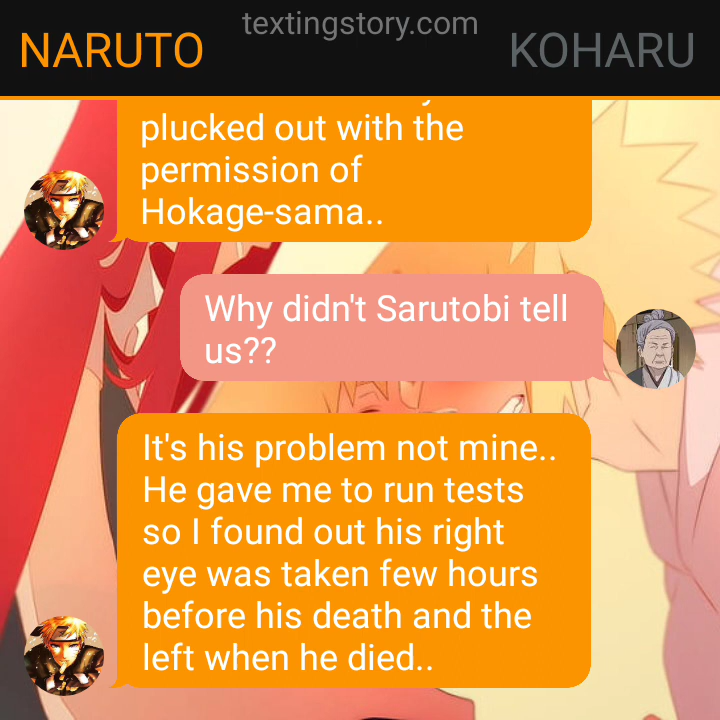 textingstory.com
NARUTO
KOHARU
plucked out with the
permission of
Hokage-sama..
Why didn't Sarutobi tell
us??
It's his problem not mine..
He gave me to run tests
so I found out his right
eye was taken few hours
before his death and the
left when he died..